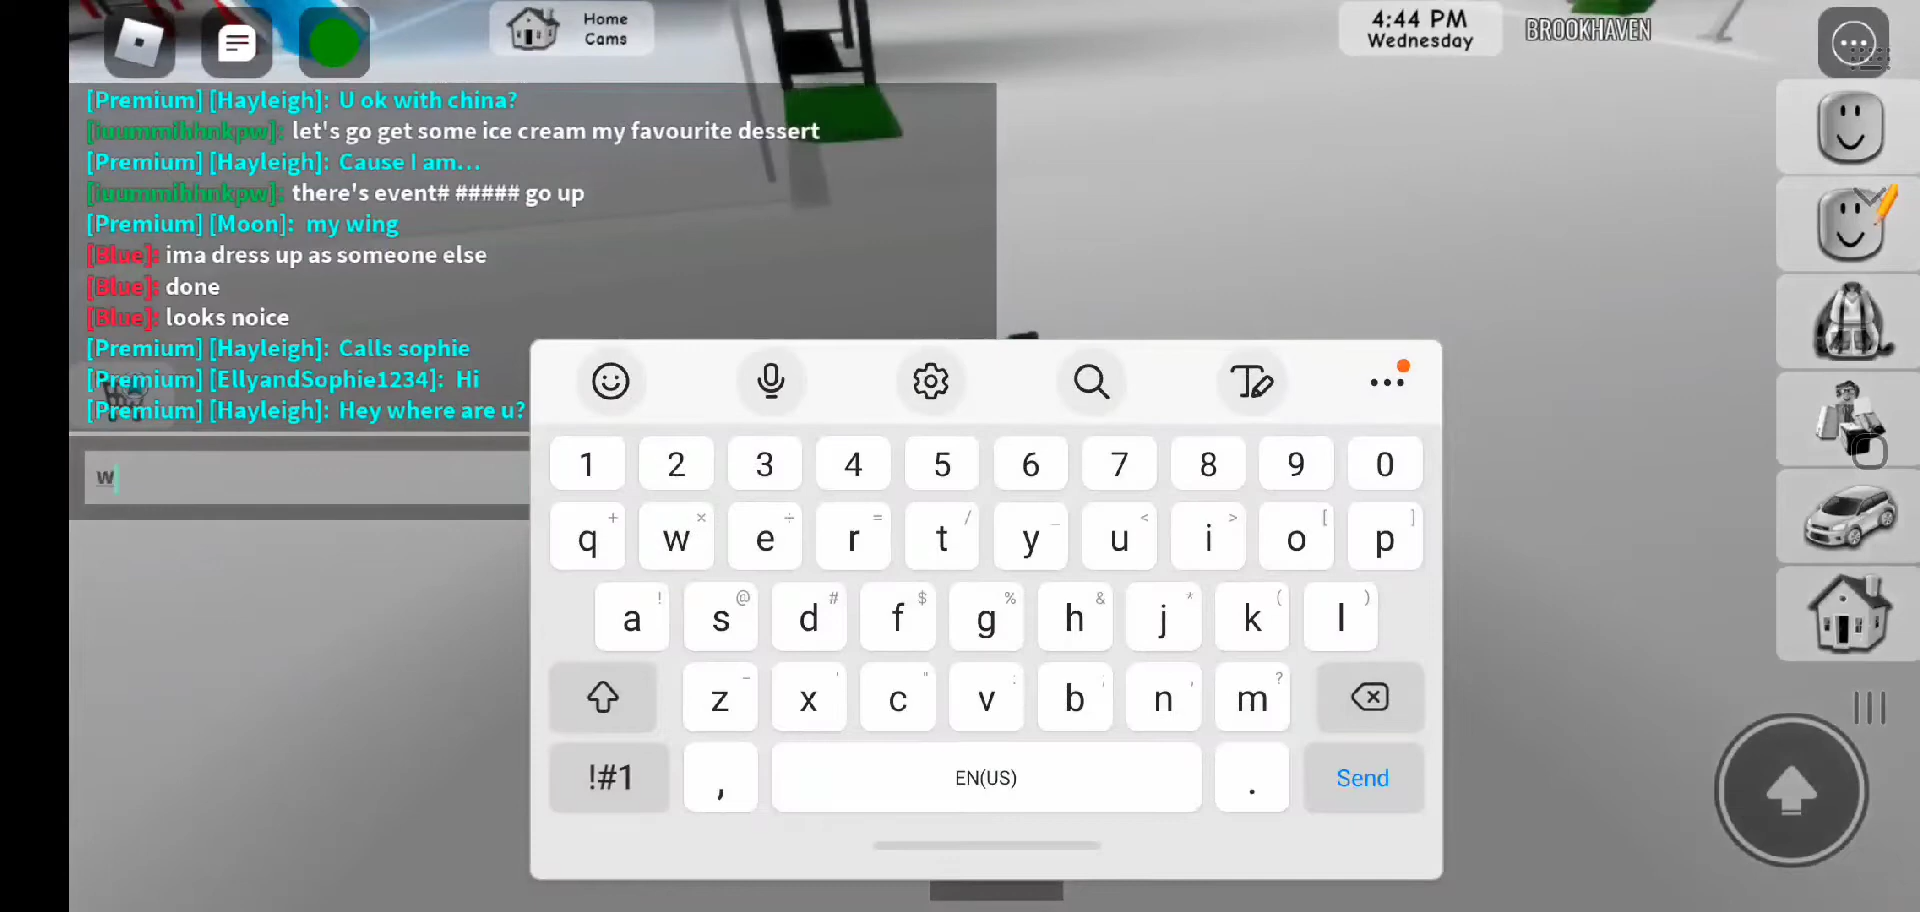 Home
Cams
4:44 PM
Wednesday
BROOKHAVEN
[Premium] [Hayleigh]: U ok with china?
[iuummihhnkpw]: let's go get some ice cream my favourite dessert
[Premium] [Hayleigh]: Cause I am...
[iuummihhnkpw]: there's event# ##### go up
[Premium] [Moon]: my wing
[Blue]: ima dress up as someone else
[Blue]: done
[Blue]: looks noice
[Premium] [Hayleigh]: Calls sophie
[Premium] [EllyandSophie1234]: Hi
[Premium] [Hayleigh]: Hey where are u?
w
1 2 3 4 5 6 7 8 9 0
q + w × e ÷ r = t / y _ u < i > o [ p ]
a ! s @ d # f $ g % h & j * k ( l )
z - x ' c " v : b ; n , m ?
!#1 , EN(US) . Send